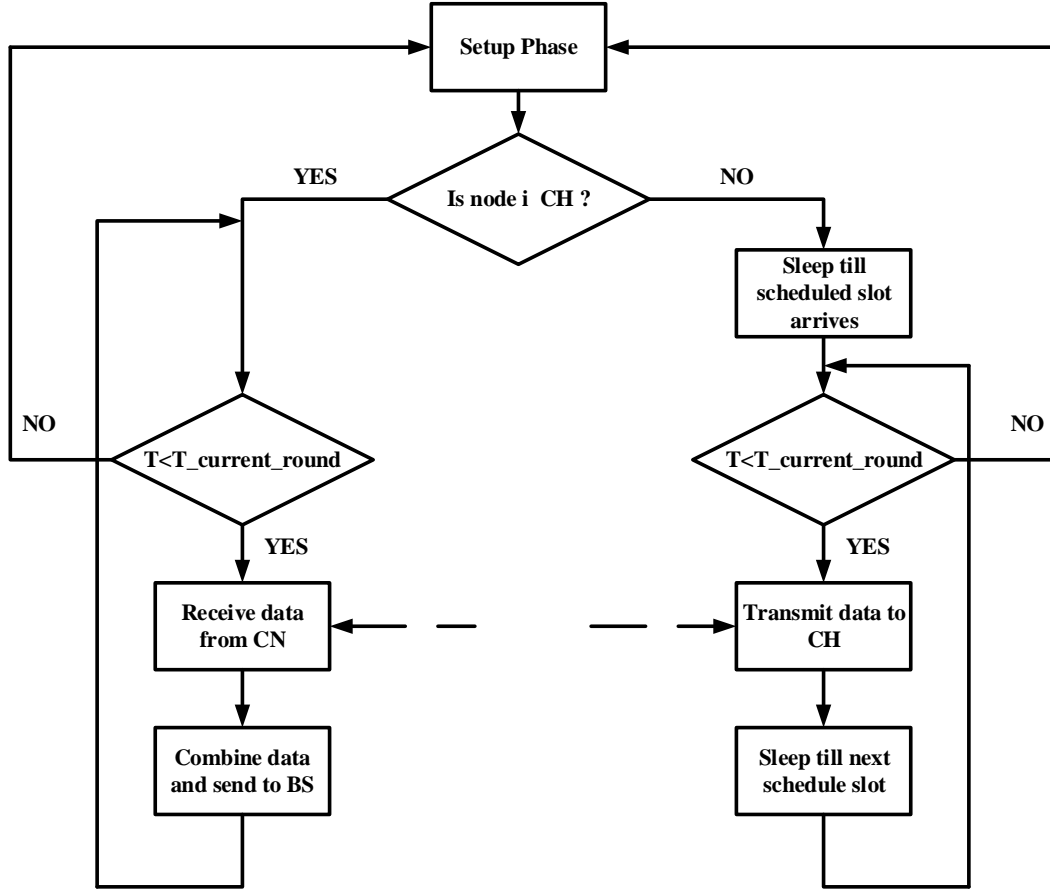 Setup Phase
YES
Is node i CH ?
NO
Sleep till
scheduled slot
arrives
NO
T<T_current_round
YES
Receive data
from CN
Combine data
and send to BS
T<T_current_round
NO
YES
Transmit data to
CH
Sleep till next
schedule slot